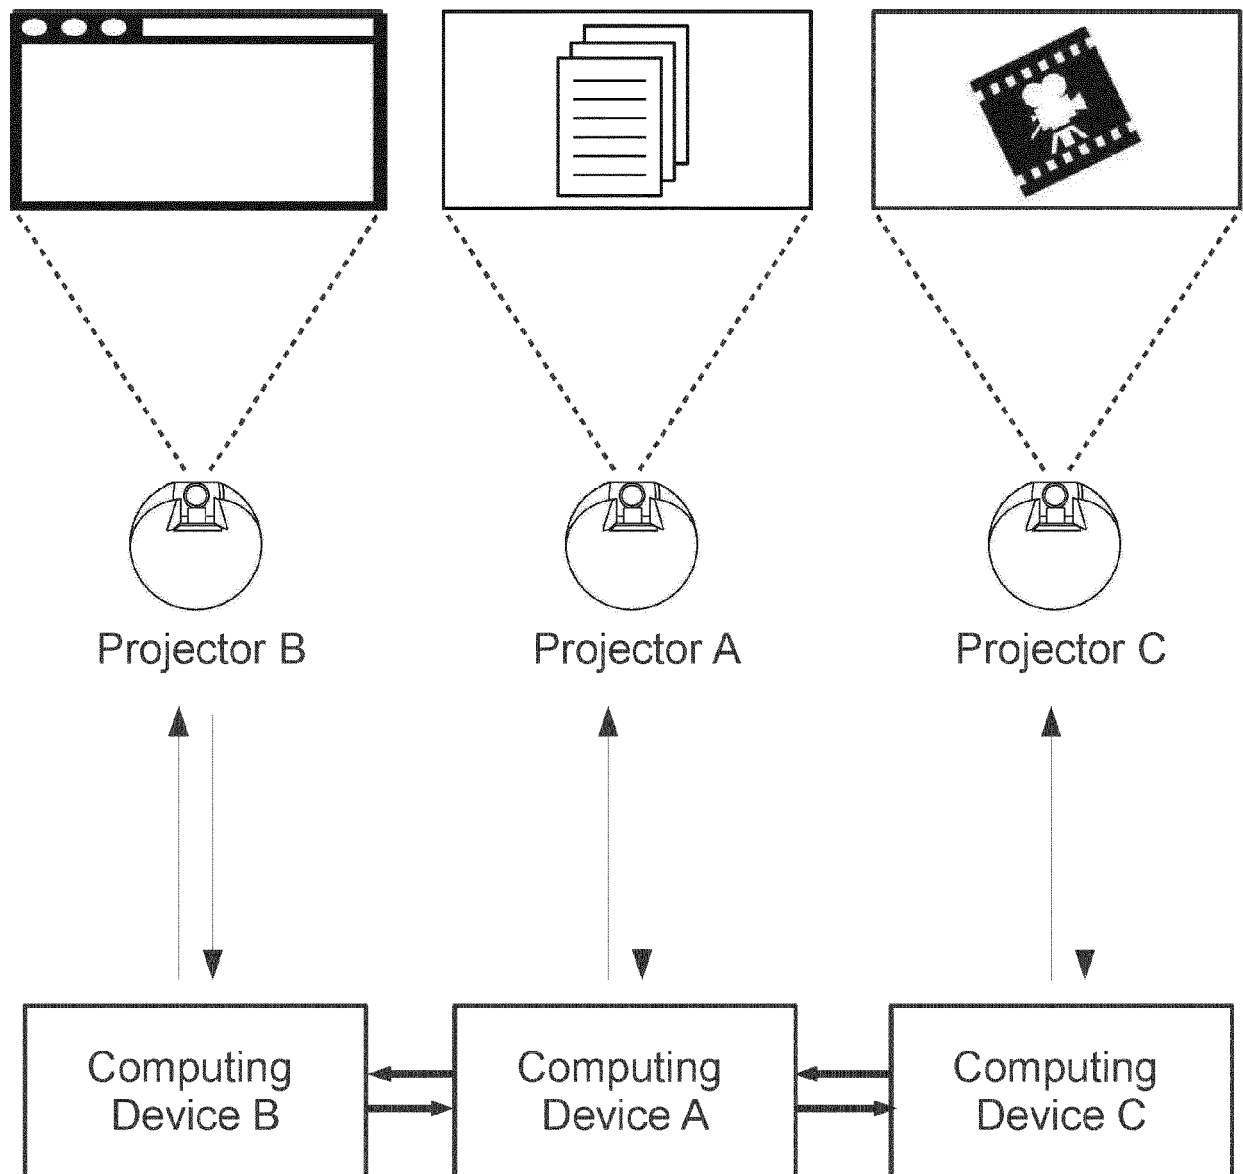 Projector B
Projector A
Projector C
Computing
Device B
Computing
Device A
Computing
Device C